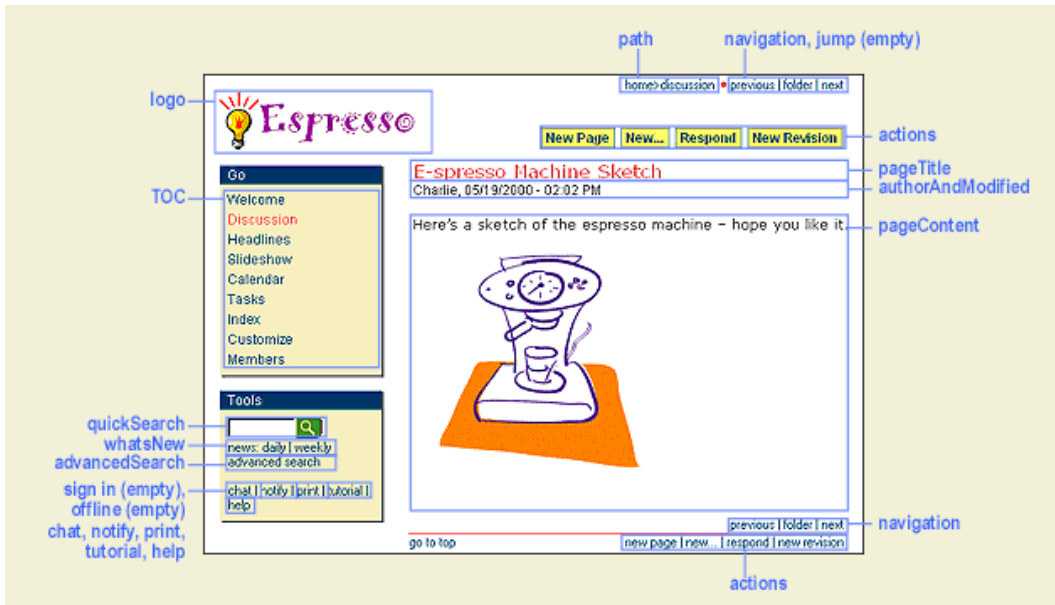 path
navigation, jump (empty)
home>discussion • previous | folder | next
logo
Espresso
New Page New... Respond New Revision
actions
Go
E-spresso Machine Sketch
pageTitle
Charlie, 05/19/2000 - 02:02 PM
authorAndModified
TOC
Welcome
Discussion
Headlines
Slideshow
Calendar
Tasks
Index
Customize
Members
Here's a sketch of the espresso machine – hope you like it.
pageContent
Tools
quickSearch
whatsNew
news: daily | weekly
advancedSearch
advanced search
sign in (empty),
offline (empty)
chat, notify, print,
tutorial, help
chat | notify | print | tutorial |
help
previous | folder | next
navigation
go to top
new page | new... | respond | new revision
actions